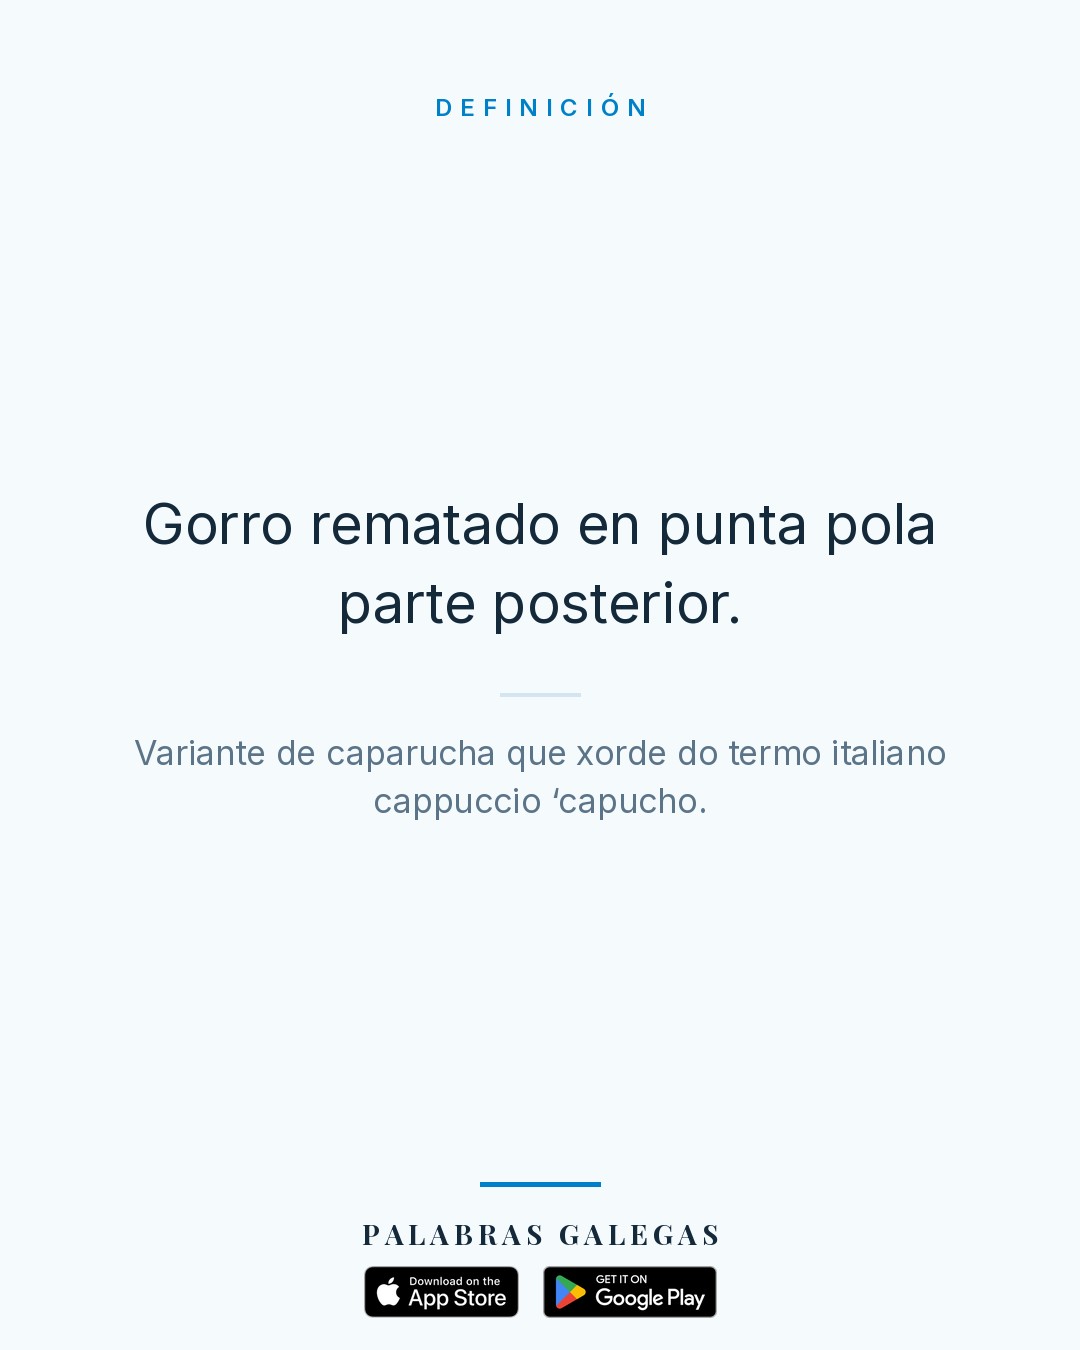 DEFINICIÓN
Gorro rematado en punta pola
parte posterior.
Variante de caparucha que xorde do termo italiano
cappuccio ‘capucho.
PALABRAS GALEGAS
Download on the
App Store
GET IT ON
Google Play